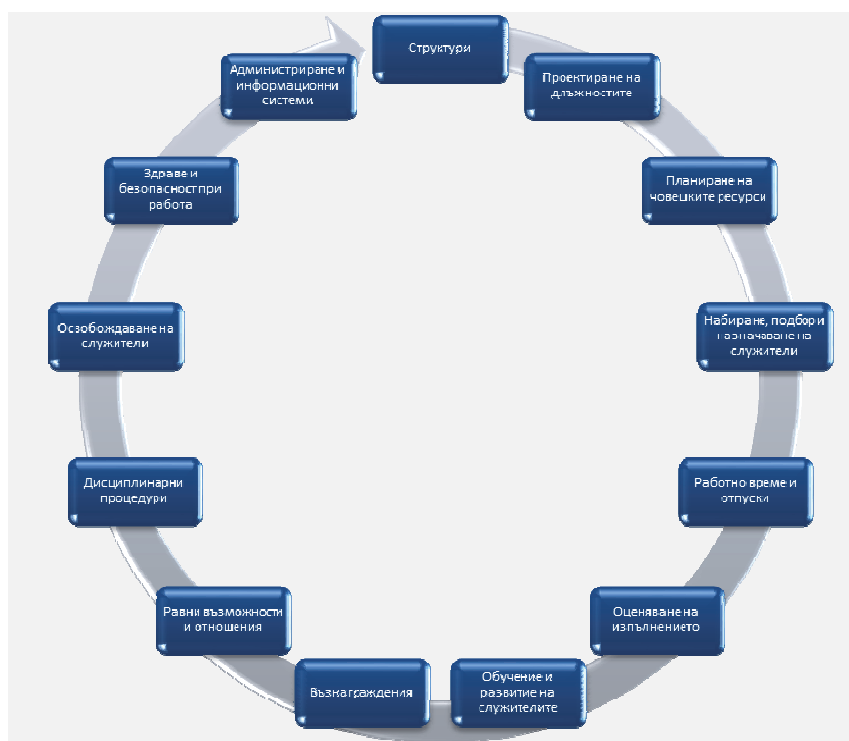 Структури
Проектиране на
длъжностите
Планиране на
човешките ресурси
Набиране, подбор и
назначаване на
служители
Работно време и
отпуски
Оценяване на
изпълнението
Обучение и
развитие на
служителите
Възнаграждения
Равни възможности
и отношения
Дисциплинарни
процедури
Освобождаване на
служители
Здраве и
безопасност при
работа
Администриране и
информационни
системи